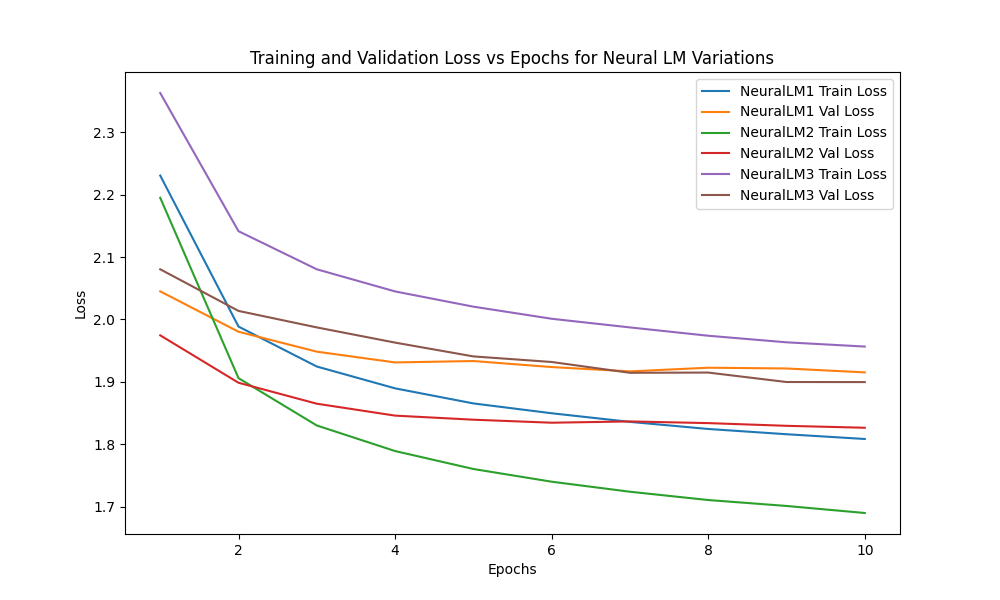 Training and Validation Loss vs Epochs for Neural LM Variations
NeuralLM1 Train Loss
NeuralLM1 Val Loss
NeuralLM2 Train Loss
NeuralLM2 Val Loss
NeuralLM3 Train Loss
NeuralLM3 Val Loss
Loss
2.3
2.2
2.1
2.0
1.9
1.8
1.7
2 4 6 8 10
Epochs